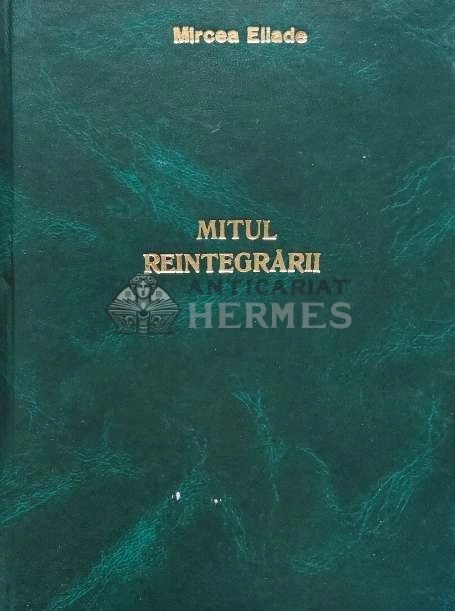 Mircea Eliade
MITUL
REINTEGRĂRII
ANTICARIAT
HERMES